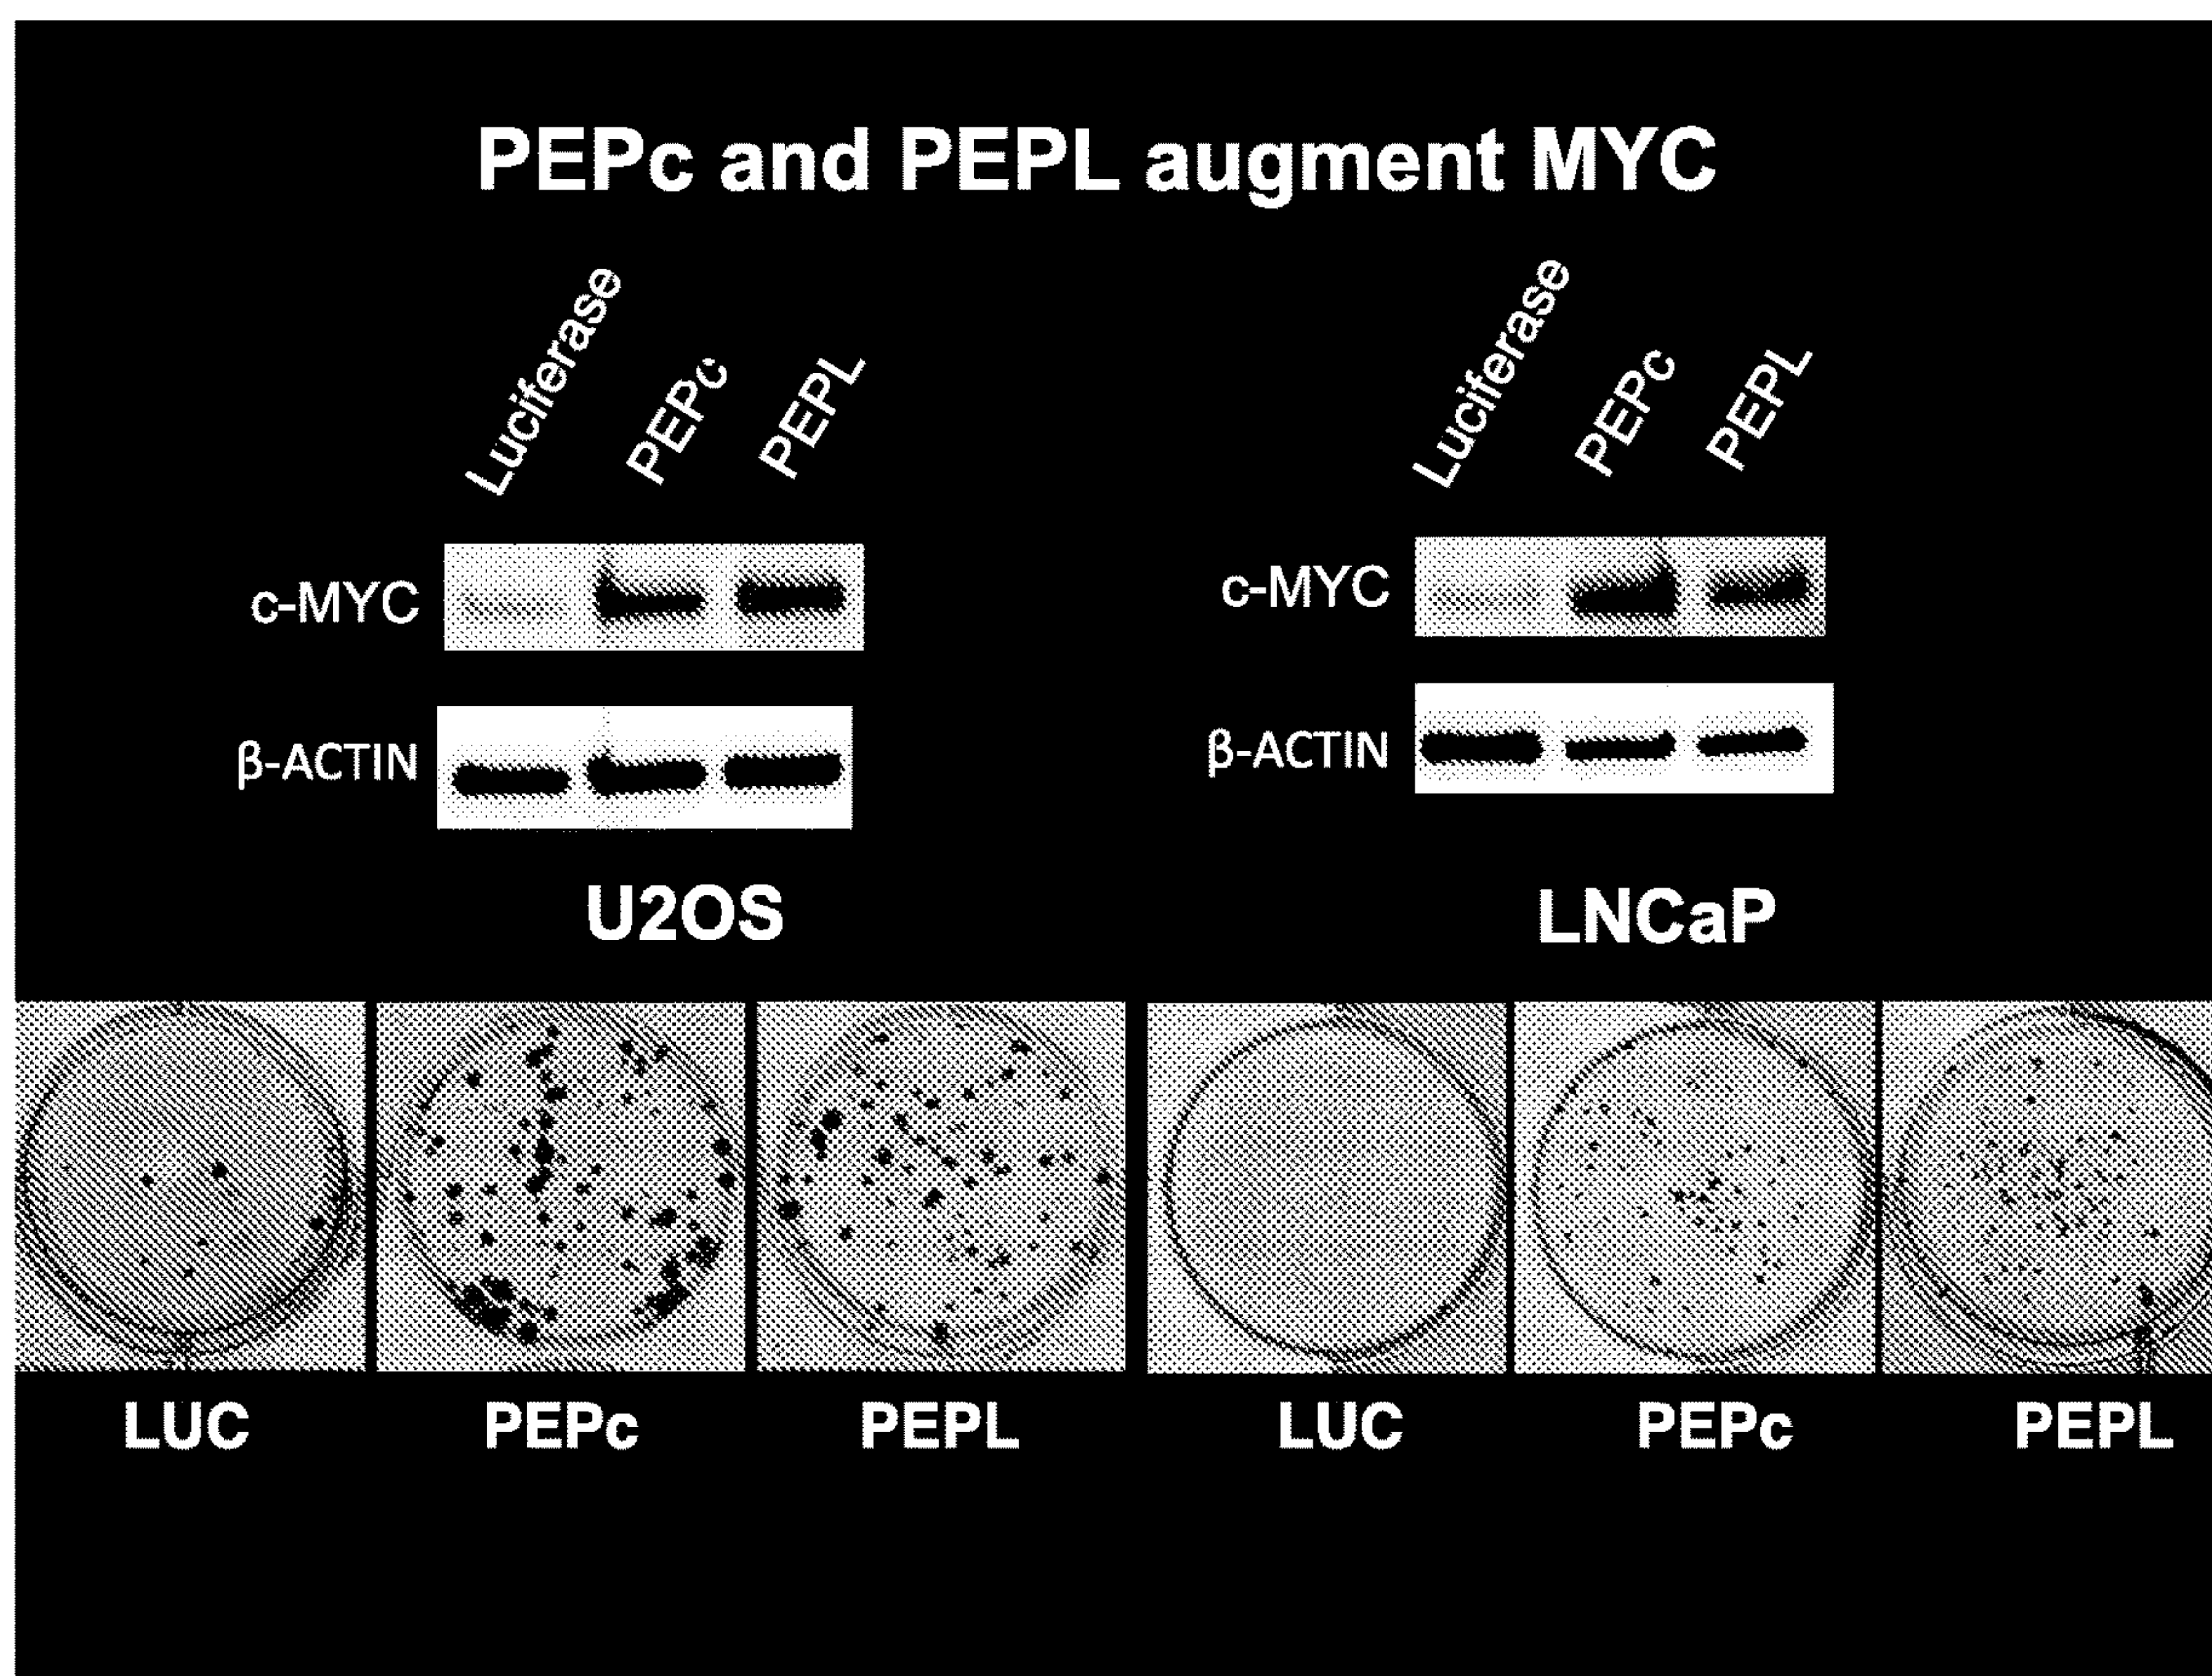 PEPc and PEPL augment MYC
Luciferase PEPc PEPL
Luciferase PEPc PEPL
c-MYC
c-MYC
β-ACTIN
β-ACTIN
U2OS
LNCaP
LUC PEPc PEPL LUC PEPc PEPL